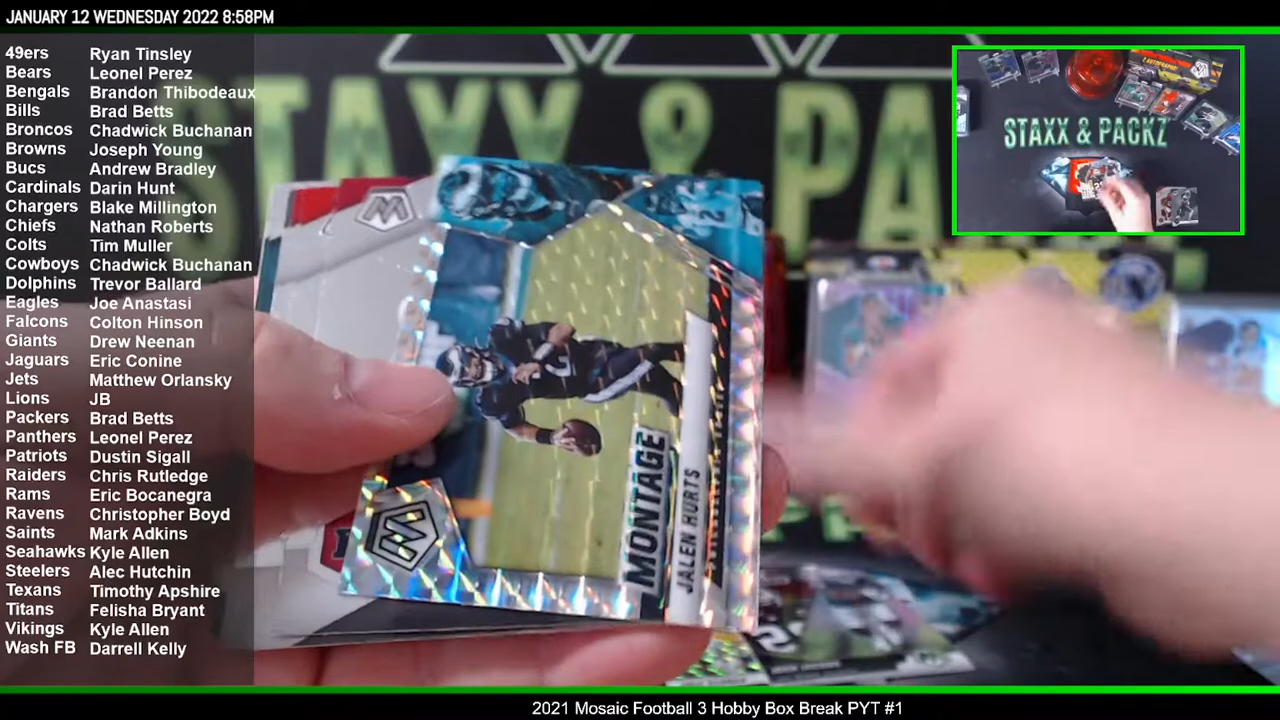 JANUARY 12 WEDNESDAY 2022 8:58PM
49ers Ryan Tinsley
Bears Leonel Perez
Bengals Brandon Thibodeaux
Bills Brad Betts
Broncos Chadwick Buchanan
Browns Joseph Young
Bucs Andrew Bradley
Cardinals Darin Hunt
Chargers Blake Millington
Chiefs Nathan Roberts
Colts Tim Muller
Cowboys Chadwick Buchanan
Dolphins Trevor Ballard
Eagles Joe Anastasi
Falcons Colton Hinson
Giants Drew Neenan
Jaguars Eric Conine
Jets Matthew Orlansky
Lions JB
Packers Brad Betts
Panthers Leonel Perez
Patriots Dustin Sigall
Raiders Chris Rutledge
Rams Eric Bocanegra
Ravens Christopher Boyd
Saints Mark Adkins
Seahawks Kyle Allen
Steelers Alec Hutchin
Texans Timothy Apshire
Titans Felisha Bryant
Vikings Kyle Allen
Wash FB Darrell Kelly
STAXX & PA
MONTAGE
JALEN HURTS
2 AUTOGRAPHS
STAXX & PACKZ
2021 Mosaic Football 3 Hobby Box Break PYT #1